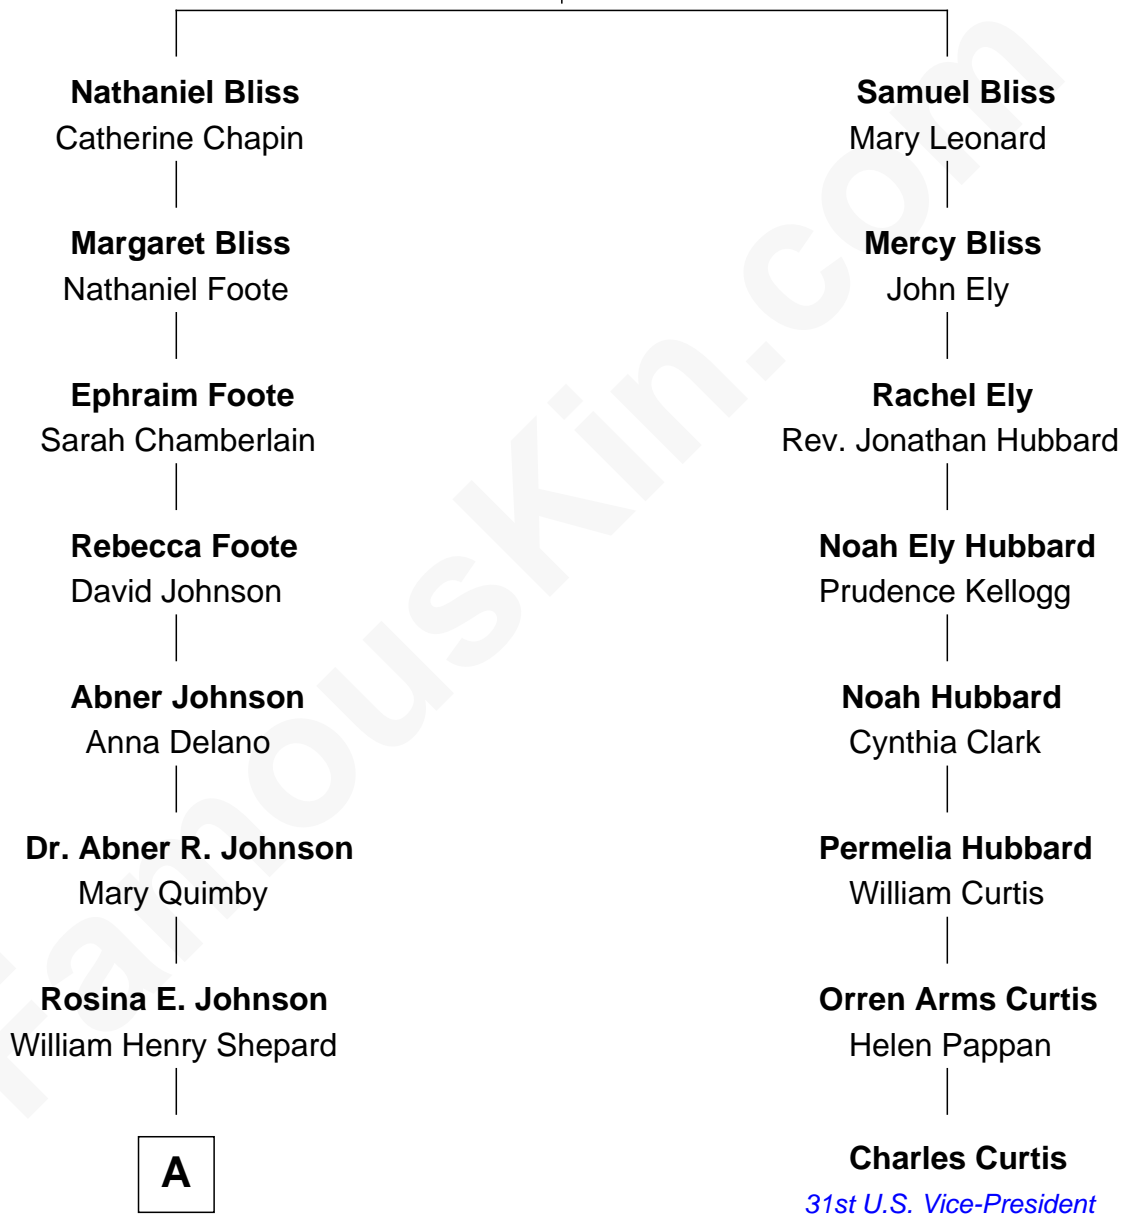 Nathaniel Bliss
Catherine Chapin
Margaret Bliss
Nathaniel Foote
Ephraim Foote
Sarah Chamberlain
Rebecca Foote
David Johnson
Abner Johnson
Anna Delano
Dr. Abner R. Johnson
Mary Quimby
Rosina E. Johnson
William Henry Shepard
A
Samuel Bliss
Mary Leonard
Mercy Bliss
John Ely
Rachel Ely
Rev. Jonathan Hubbard
Noah Ely Hubbard
Prudence Kellogg
Noah Hubbard
Cynthia Clark
Permelia Hubbard
William Curtis
Orren Arms Curtis
Helen Pappan
Charles Curtis
31st U.S. Vice-President
FamousKin.com